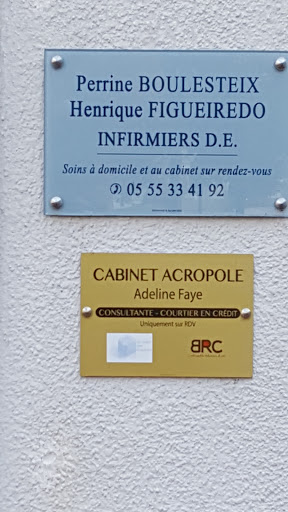 Perrine BOULESTEIX
Henrique FIGUEIREDO
INFIRMIERS D.E.
Soins à domicile et au cabinet sur rendez-vous
✆ 05 55 33 41 92
CABINET ACROPOLE
Adeline Faye
CONSULTANTE - COURTIER EN CRÉDIT
Uniquement sur RDV
BRC